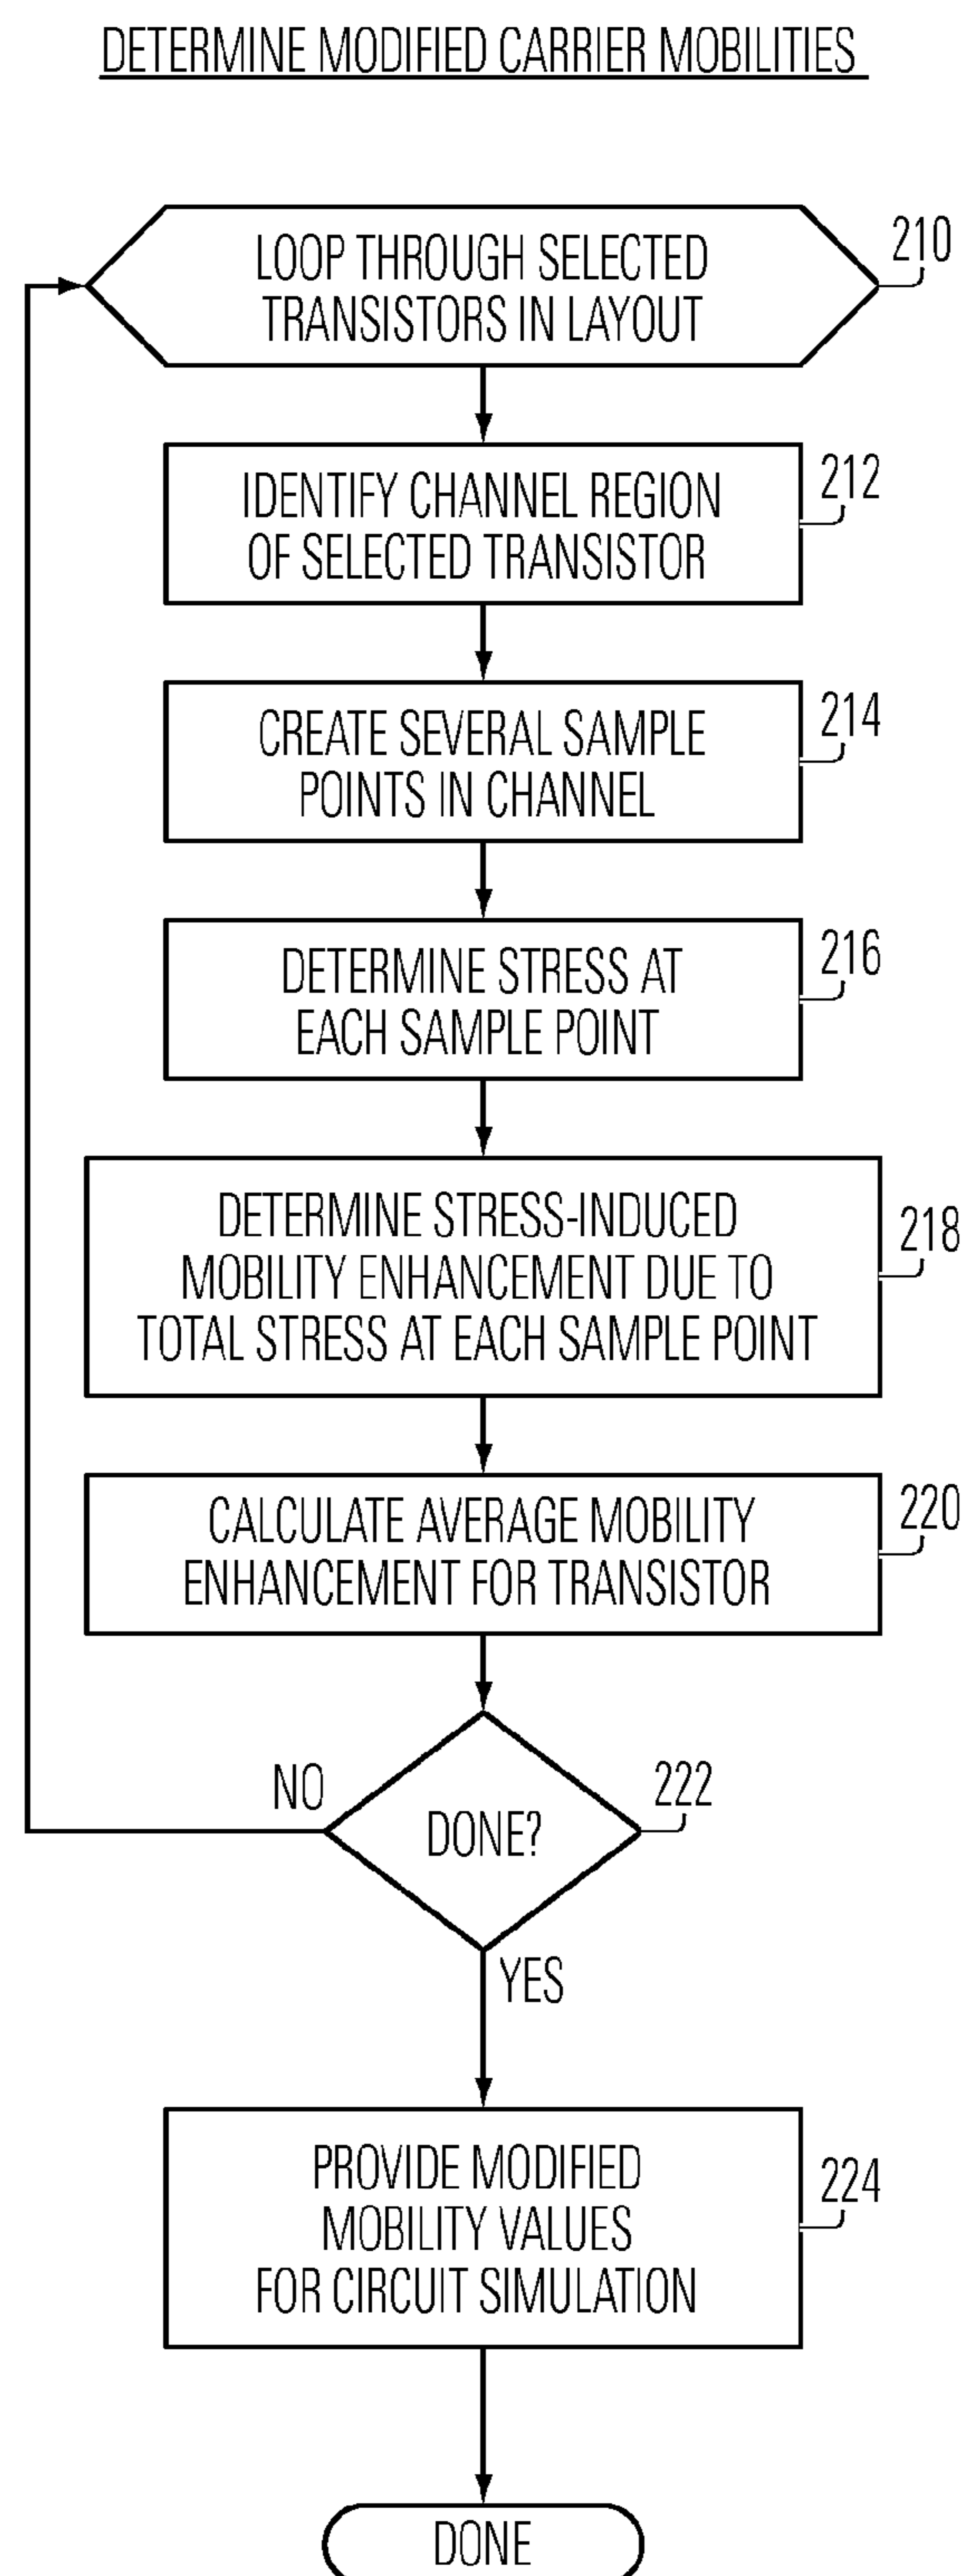 DETERMINE MODIFIED CARRIER MOBILITIES
LOOP THROUGH SELECTED
TRANSISTORS IN LAYOUT
210
IDENTIFY CHANNEL REGION
OF SELECTED TRANSISTOR
212
CREATE SEVERAL SAMPLE
POINTS IN CHANNEL
214
DETERMINE STRESS AT
EACH SAMPLE POINT
216
DETERMINE STRESS-INDUCED
MOBILITY ENHANCEMENT DUE TO
TOTAL STRESS AT EACH SAMPLE POINT
218
CALCULATE AVERAGE MOBILITY
ENHANCEMENT FOR TRANSISTOR
220
NO
DONE?
222
YES
PROVIDE MODIFIED
MOBILITY VALUES
FOR CIRCUIT SIMULATION
224
DONE